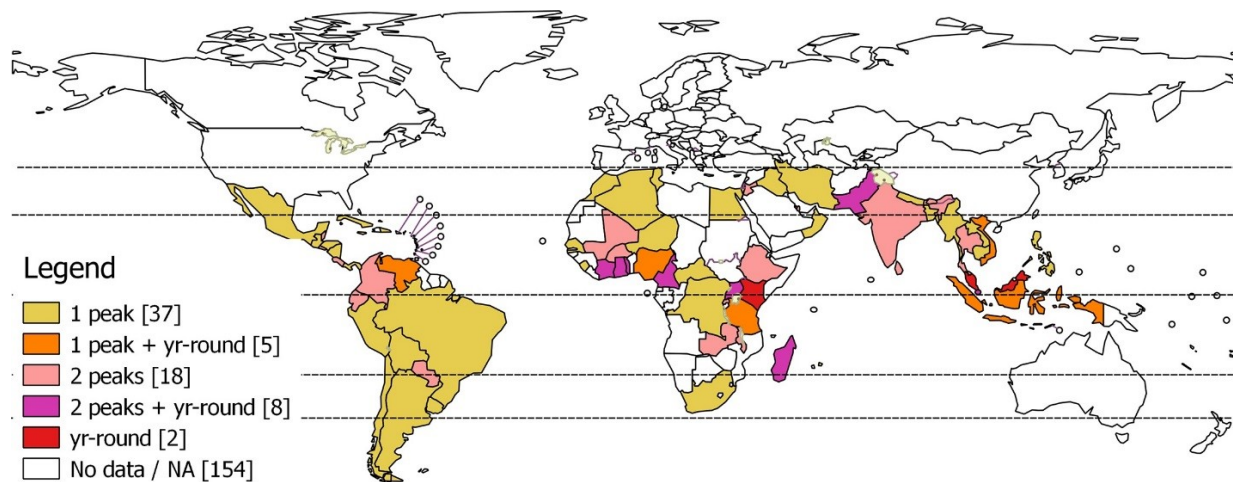 Legend
1 peak [37]
1 peak + yr-round [5]
2 peaks [18]
2 peaks + yr-round [8]
yr-round [2]
No data / NA [154]